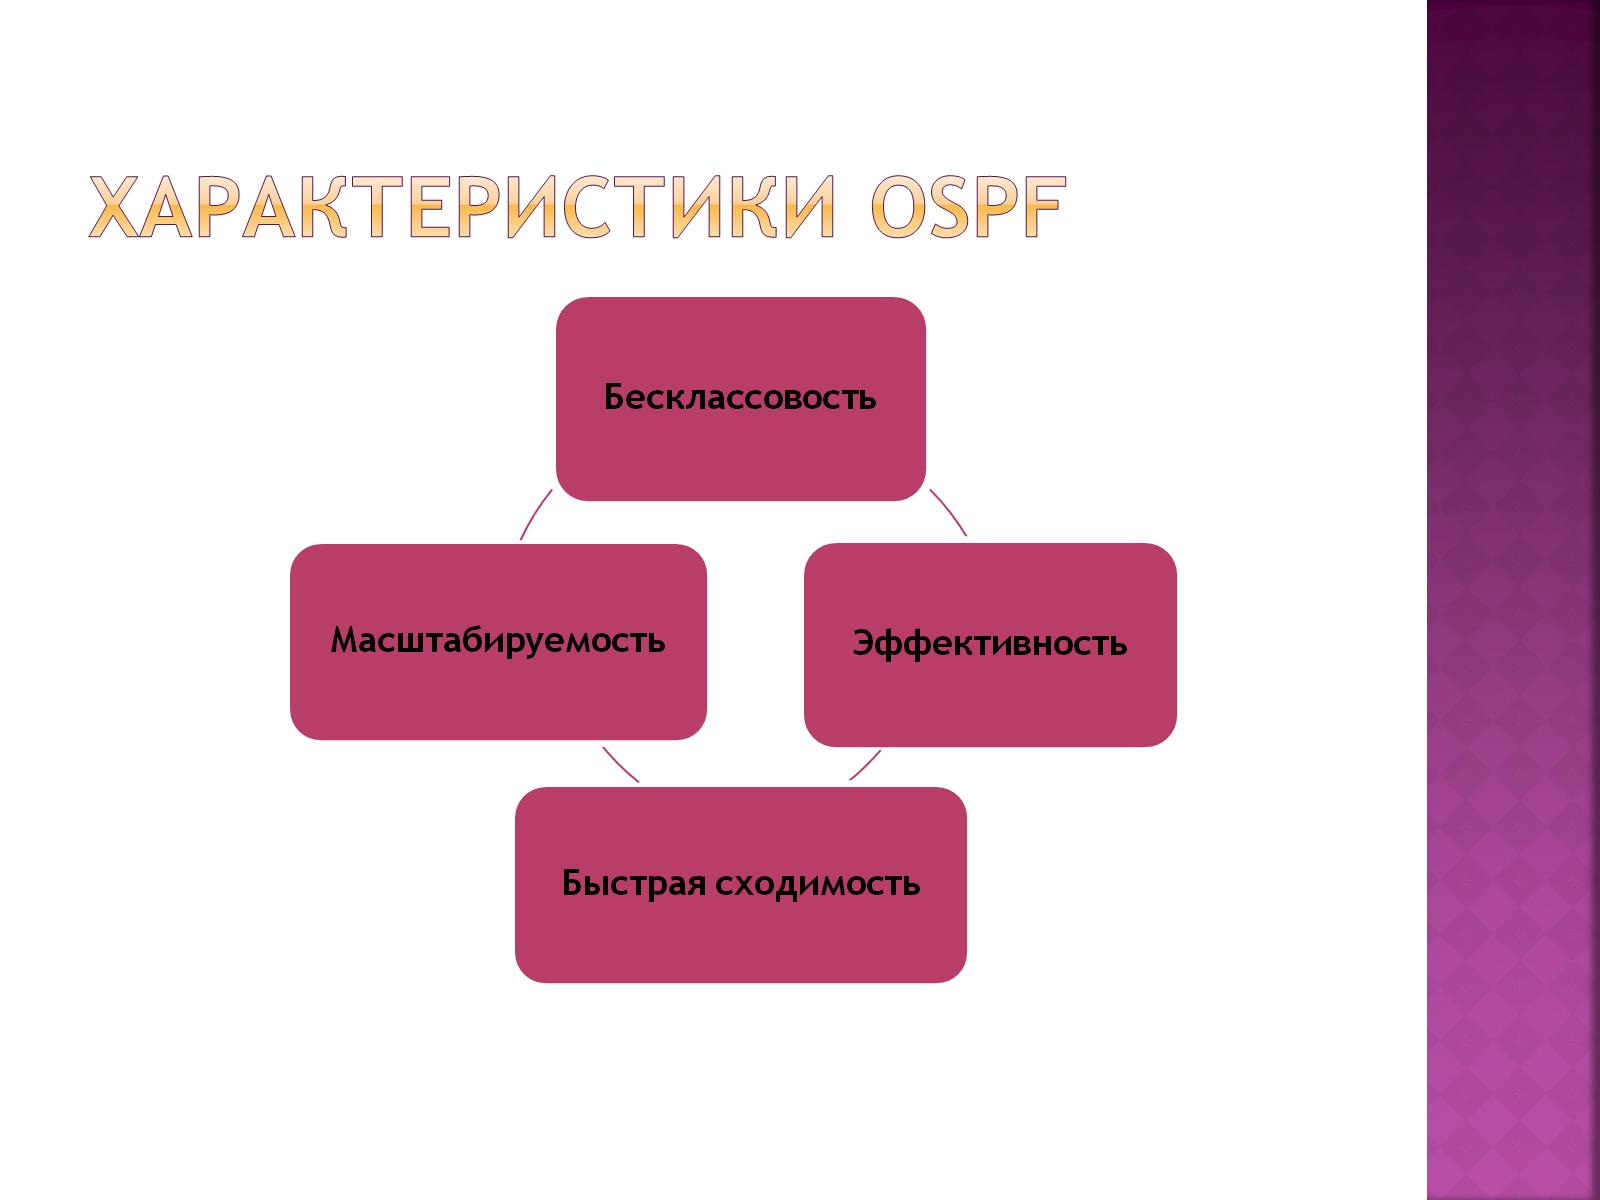 ХАРАКТЕРИСТИКИ OSPF
Бесклассовость
Масштабируемость
Эффективность
Быстрая сходимость